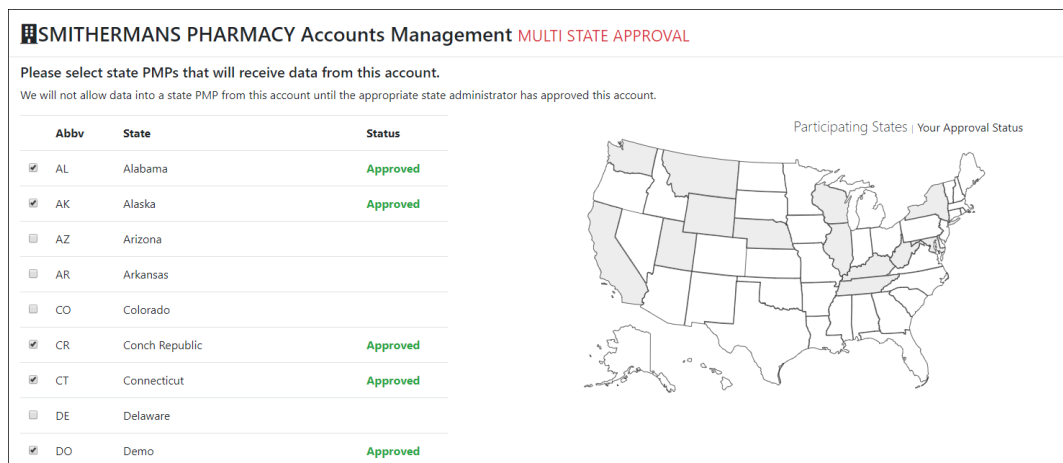 SMITHERMANS PHARMACY Accounts Management MULTI STATE APPROVAL
Please select state PMPs that will receive data from this account.
We will not allow data into a state PMP from this account until the appropriate state administrator has approved this account.
Participating States | Your Approval Status
Abbv State Status
AL Alabama Approved
AK Alaska Approved
AZ Arizona
AR Arkansas
CO Colorado
CR Conch Republic Approved
CT Connecticut Approved
DE Delaware
DO Demo Approved